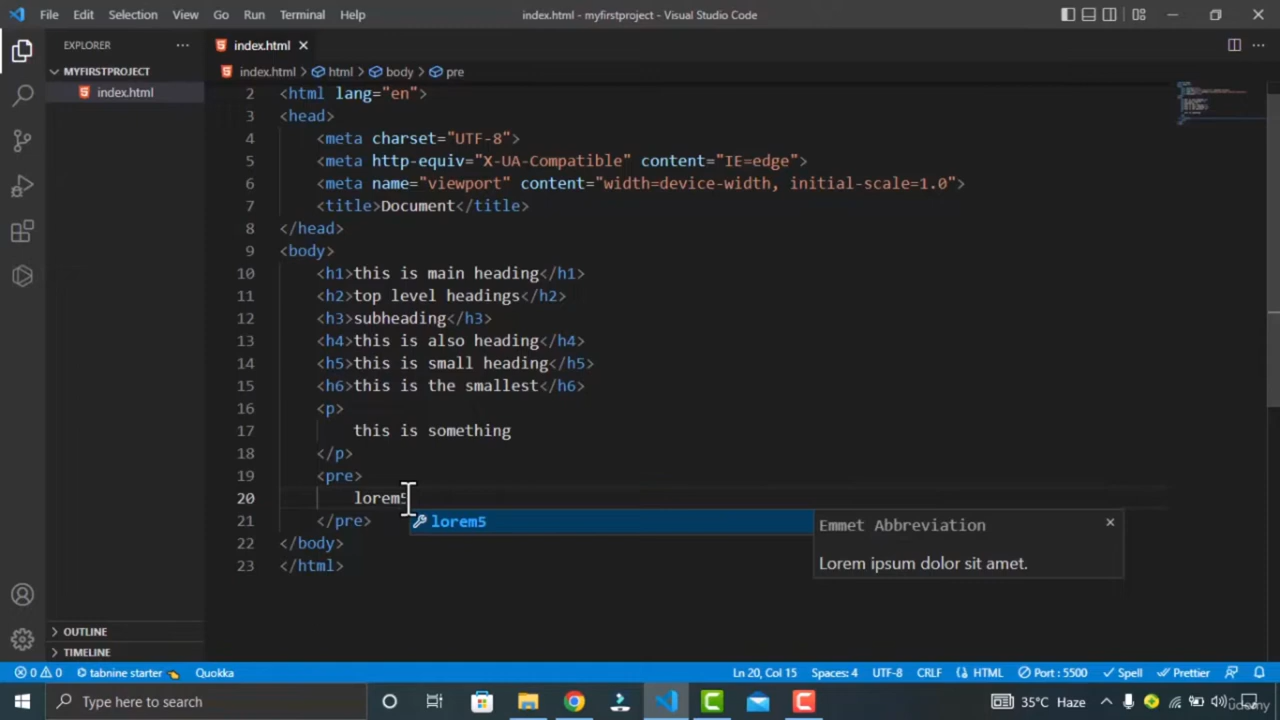 File Edit Selection View Go Run Terminal Help
index.html - myfirstproject - Visual Studio Code
EXPLORER
index.html
MYFIRSTPROJECT
index.html
index.html > html > body > pre
2 <html lang="en">
3 <head>
4 <meta charset="UTF-8">
5 <meta http-equiv="X-UA-Compatible" content="IE=edge">
6 <meta name="viewport" content="width=device-width, initial-scale=1.0">
7 <title>Document</title>
8 </head>
9 <body>
10 <h1>this is main heading</h1>
11 <h2>top level headings</h2>
12 <h3>subheading</h3>
13 <h4>this is also heading</h4>
14 <h5>this is small heading</h5>
15 <h6>this is the smallest</h6>
16 <p>
17 this is something
18 </p>
19 <pre>
20 lorem5
21 </pre>
22 </body>
23 </html>
lorem5
Emmet Abbreviation
Lorem ipsum dolor sit amet.
OUTLINE
TIMELINE
0 0 tabnine starter Quokka Ln 20, Col 15 Spaces: 4 UTF-8 CRLF HTML Port : 5500 Spell Prettier
Type here to search
35°C Haze
ûdemy